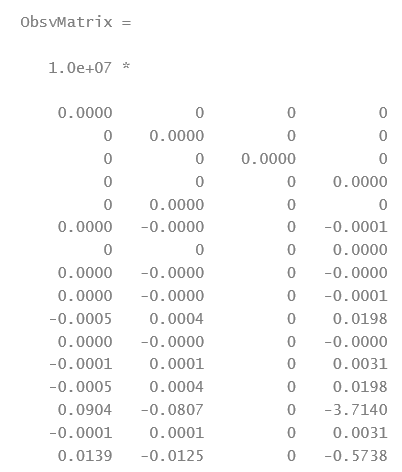 ObsvMatrix =
1.0e+07 *
0.0000 0 0 0
0 0.0000 0 0
0 0 0.0000 0
0 0 0 0.0000
0 0.0000 0 0
0.0000 -0.0000 0 -0.0001
0 0 0 0.0000
0.0000 -0.0000 0 -0.0000
0.0000 -0.0000 0 -0.0001
-0.0005 0.0004 0 0.0198
0.0000 -0.0000 0 -0.0000
-0.0001 0.0001 0 0.0031
-0.0005 0.0004 0 0.0198
0.0904 -0.0807 0 -3.7140
-0.0001 0.0001 0 0.0031
0.0139 -0.0125 0 -0.5738